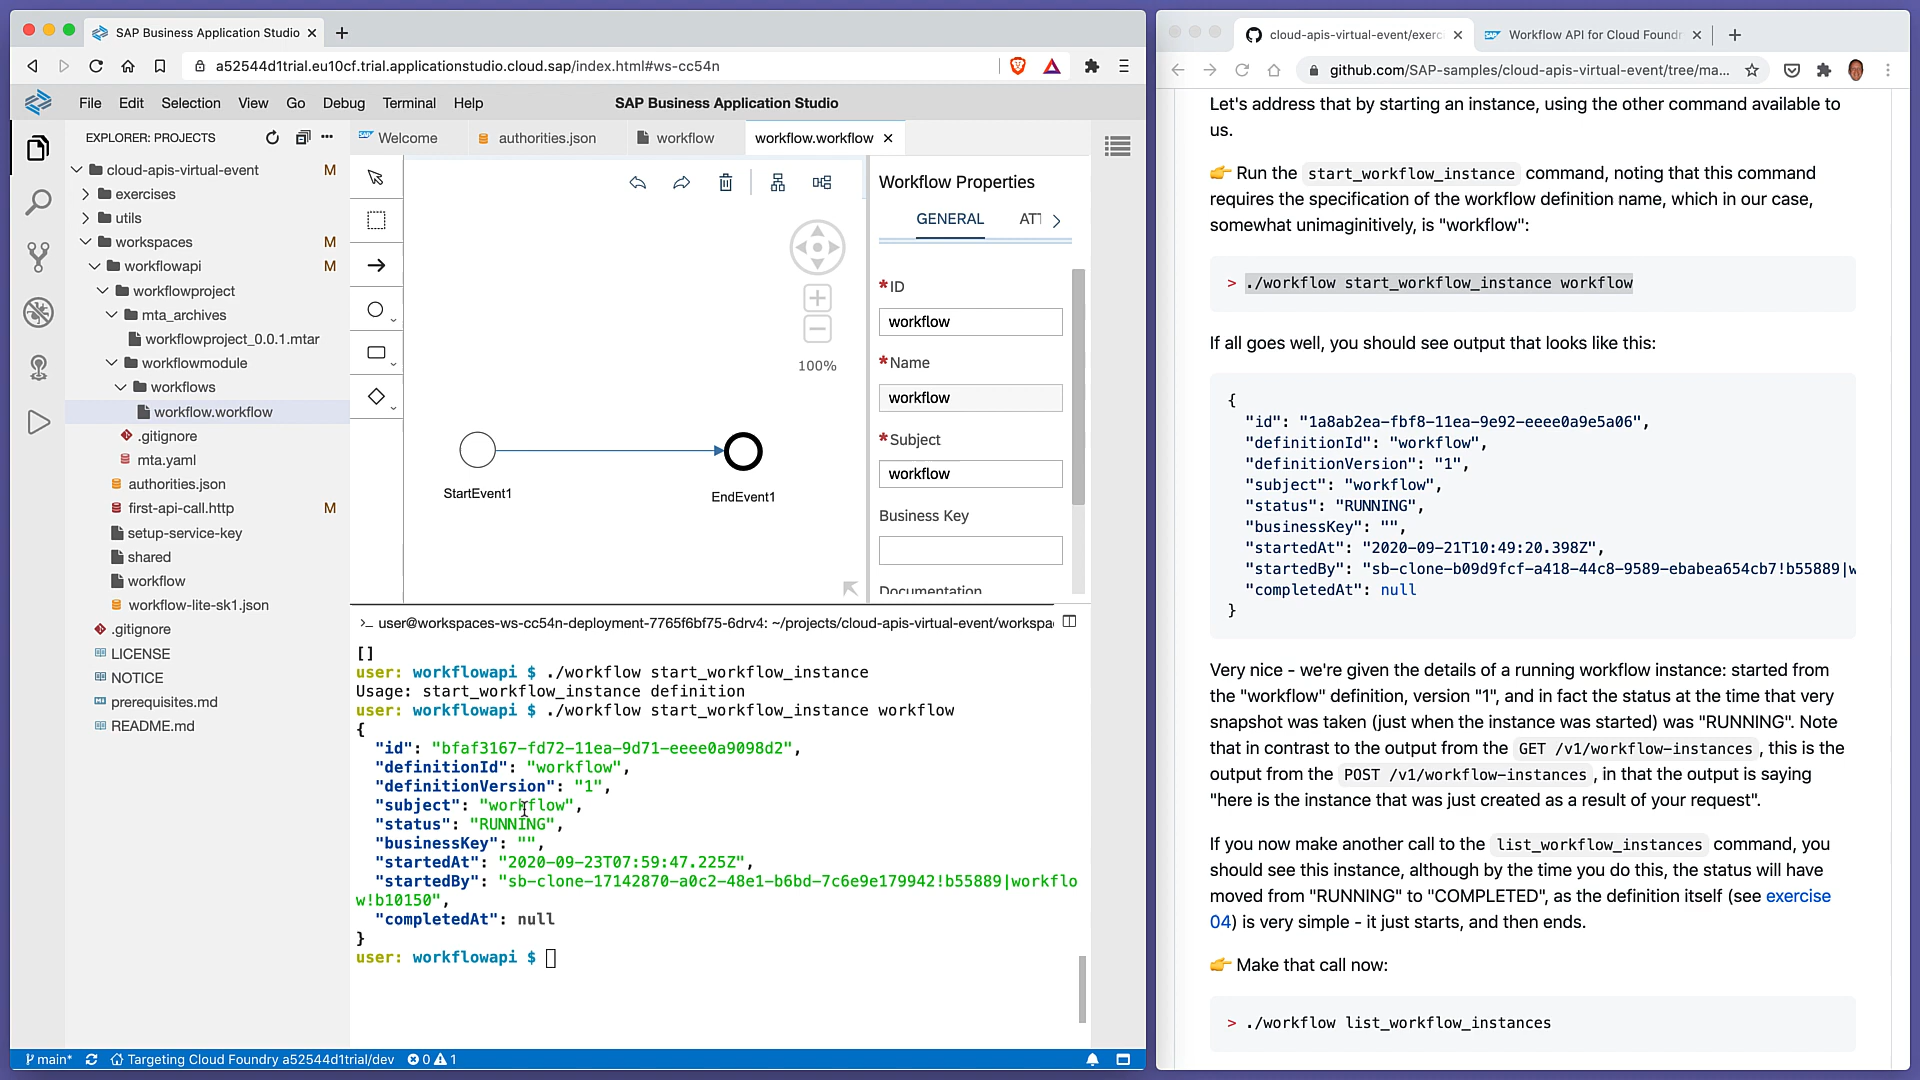 SAP Business Application Studio
a52544d1trial.eu10cf.trial.applicationstudio.cloud.sap/index.html#ws-cc54n
File Edit Selection View Go Debug Terminal Help
SAP Business Application Studio
EXPLORER: PROJECTS
cloud-apis-virtual-event M
exercises
utils
workspaces M
workflowapi M
workflowproject
mta_archives
workflowproject_0.0.1.mtar
workflowmodule
workflows
workflow.workflow
.gitignore
mta.yaml
authorities.json
first-api-call.http M
setup-service-key
shared
workflow
workflow-lite-sk1.json
.gitignore
LICENSE
NOTICE
prerequisites.md
README.md
Welcome authorities.json workflow workflow.workflow
100%
StartEvent1
EndEvent1
Workflow Properties
GENERAL ATT
*ID
workflow
*Name
workflow
*Subject
workflow
Business Key
Documentation
>_ user@workspaces-ws-cc54n-deployment-7765f6bf75-6drv4: ~/projects/cloud-apis-virtual-event/workspa
[]
user: workflowapi $ ./workflow start_workflow_instance
Usage: start_workflow_instance definition
user: workflowapi $ ./workflow start_workflow_instance workflow
{
"id": "bfaf3167-fd72-11ea-9d71-eeee0a9098d2",
"definitionId": "workflow",
"definitionVersion": "1",
"subject": "workflow",
"status": "RUNNING",
"businessKey": "",
"startedAt": "2020-09-23T07:59:47.225Z",
"startedBy": "sb-clone-17142870-a0c2-48e1-b6bd-7c6e9e179942!b55889|workflo
w!b10150",
"completedAt": null
}
user: workflowapi $
main* Targeting Cloud Foundry a52544d1trial/dev 0 1
cloud-apis-virtual-event/exerc
Workflow API for Cloud Foundr
github.com/SAP-samples/cloud-apis-virtual-event/tree/ma...
Let's address that by starting an instance, using the other command available to
us.
👉 Run the start_workflow_instance command, noting that this command
requires the specification of the workflow definition name, which in our case,
somewhat unimaginitively, is "workflow":
> ./workflow start_workflow_instance workflow
If all goes well, you should see output that looks like this:
{
"id": "1a8ab2ea-fbf8-11ea-9e92-eeee0a9e5a06",
"definitionId": "workflow",
"definitionVersion": "1",
"subject": "workflow",
"status": "RUNNING",
"businessKey": "",
"startedAt": "2020-09-21T10:49:20.398Z",
"startedBy": "sb-clone-b09d9fcf-a418-44c8-9589-ebabea654cb7!b55889|w
"completedAt": null
}
Very nice - we're given the details of a running workflow instance: started from
the "workflow" definition, version "1", and in fact the status at the time that very
snapshot was taken (just when the instance was started) was "RUNNING". Note
that in contrast to the output from the GET /v1/workflow-instances, this is the
output from the POST /v1/workflow-instances, in that the output is saying
"here is the instance that was just created as a result of your request".
If you now make another call to the list_workflow_instances command, you
should see this instance, although by the time you do this, the status will have
moved from "RUNNING" to "COMPLETED", as the definition itself (see exercise
04) is very simple - it just starts, and then ends.
👉 Make that call now:
> ./workflow list_workflow_instances